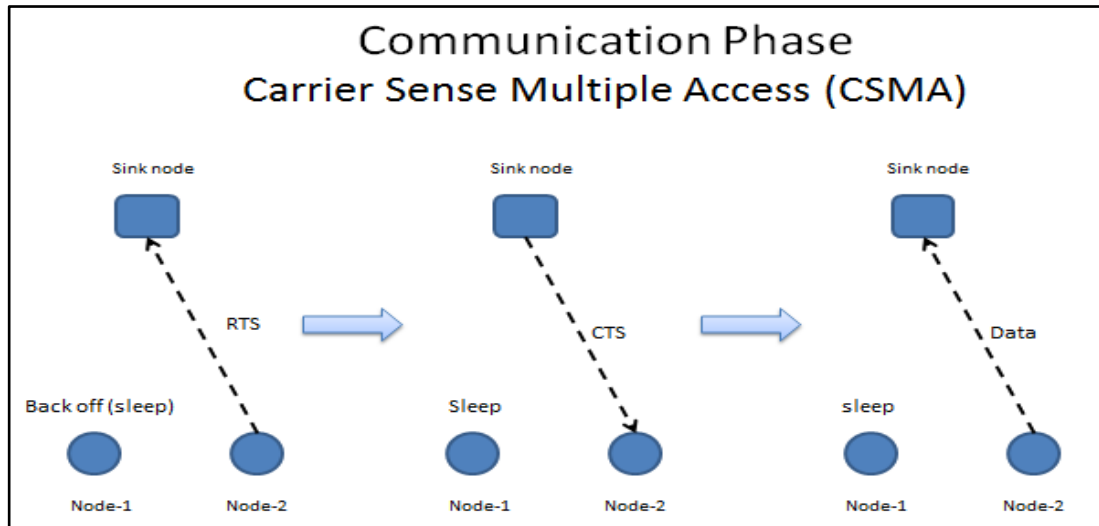 Communication Phase
Carrier Sense Multiple Access (CSMA)
Sink node
Sink node
Sink node
RTS
CTS
Data
Back off (sleep)
Sleep
sleep
Node-1
Node-2
Node-1
Node-2
Node-1
Node-2